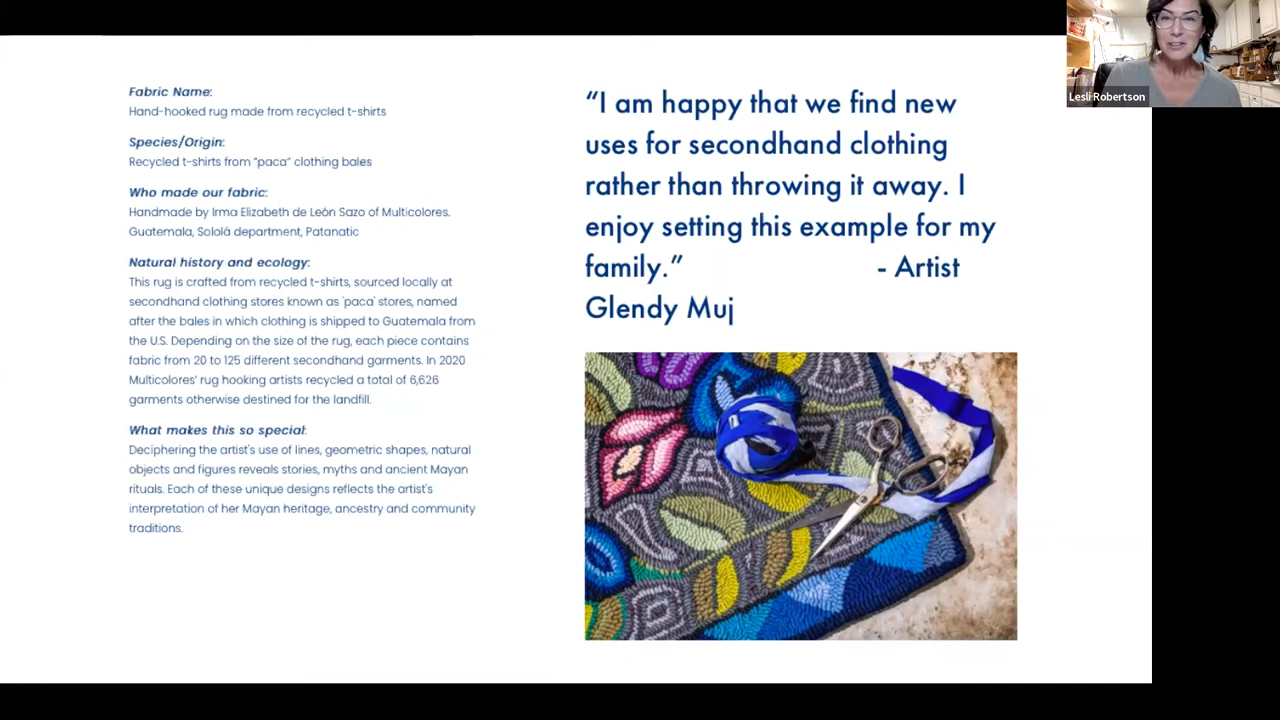 Fabric Name:
Hand-hooked rug made from recycled t-shirts
Species/Origin:
Recycled t-shirts from "paca" clothing bales
Who made our fabric:
Handmade by Irma Elizabeth de León Sazo of Multicolores.
Guatemala, Sololá department, Patanatic
Natural history and ecology:
This rug is crafted from recycled t-shirts, sourced locally at
secondhand clothing stores known as 'paca' stores, named
after the bales in which clothing is shipped to Guatemala from
the U.S. Depending on the size of the rug, each piece contains
fabric from 20 to 125 different secondhand garments. In 2020
Multicolores' rug hooking artists recycled a total of 6,626
garments otherwise destined for the landfill.
What makes this so special:
Deciphering the artist's use of lines, geometric shapes, natural
objects and figures reveals stories, myths and ancient Mayan
rituals. Each of these unique designs reflects the artist's
interpretation of her Mayan heritage, ancestry and community
traditions.
“I am happy that we find new
uses for secondhand clothing
rather than throwing it away. I
enjoy setting this example for my
family.” - Artist
Glendy Muj
Lesli Robertson